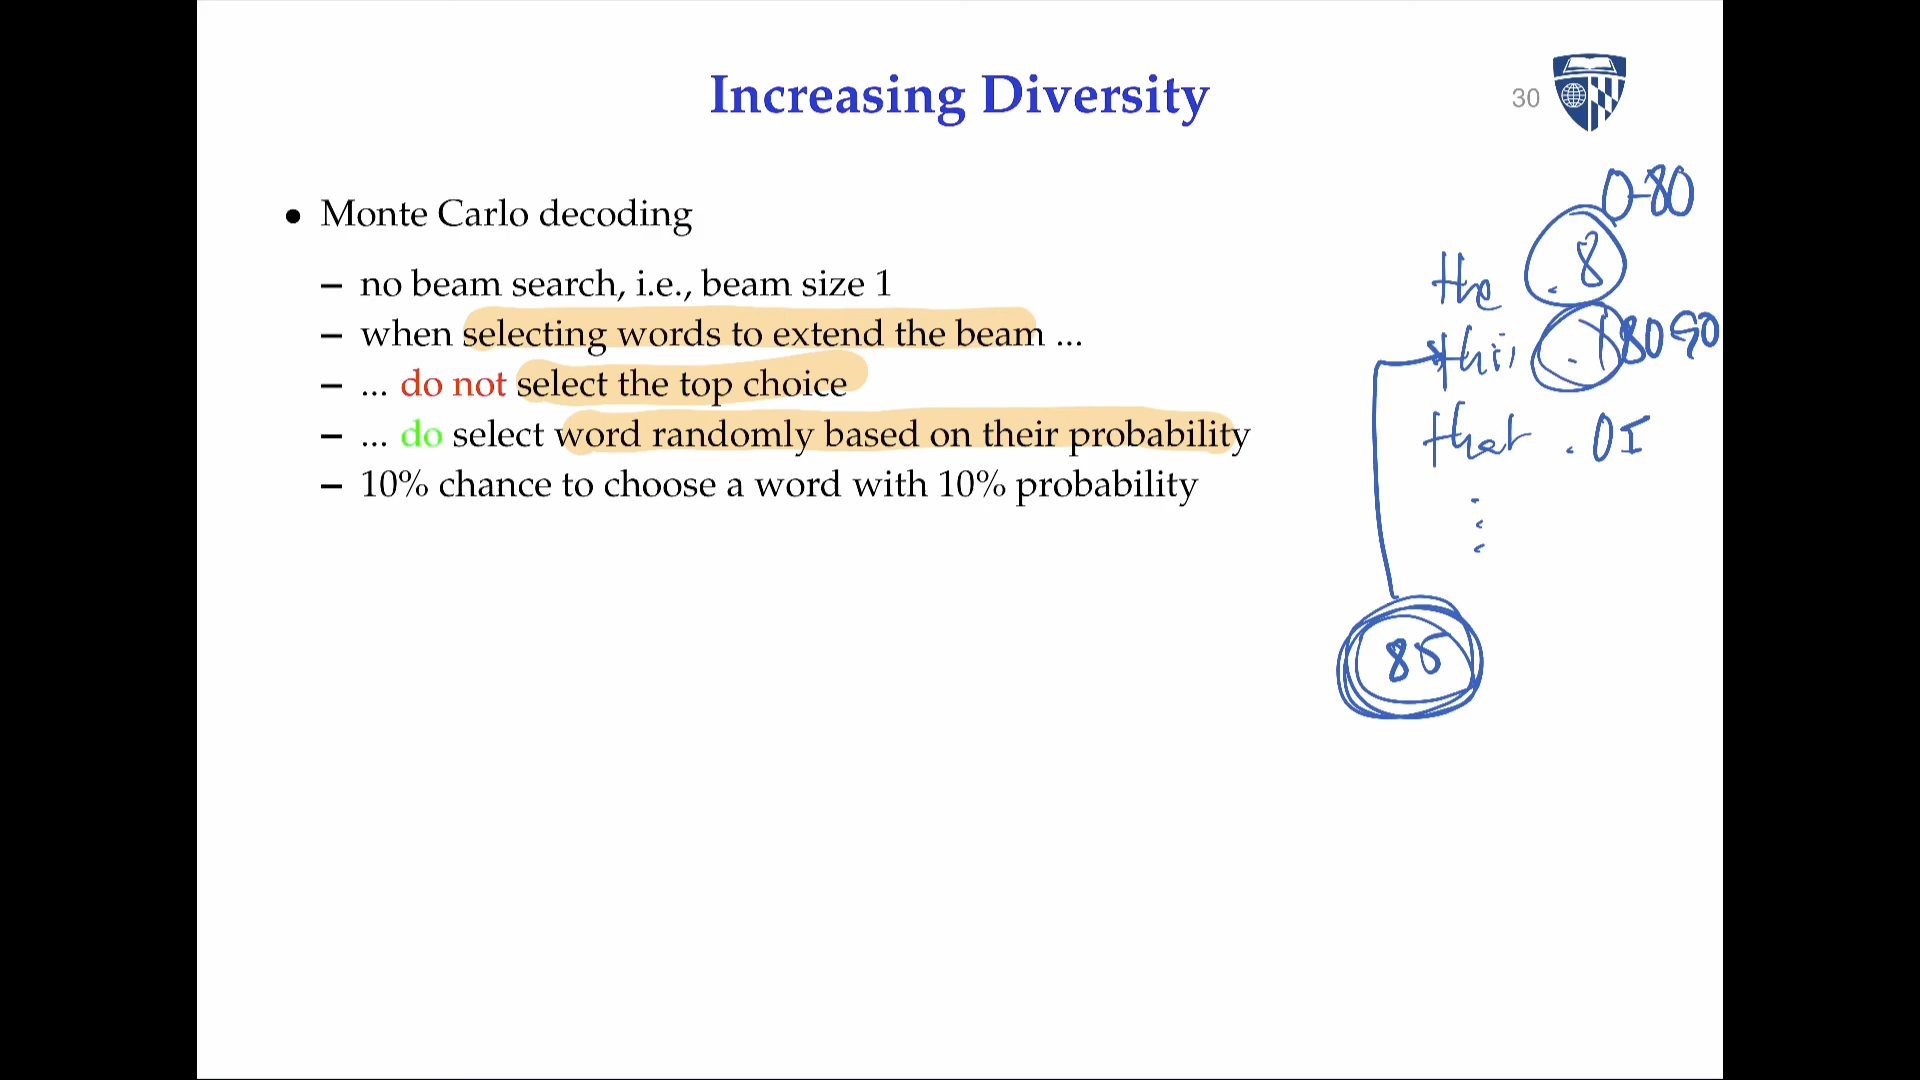 Increasing Diversity
30
• Monte Carlo decoding
– no beam search, i.e., beam size 1
– when selecting words to extend the beam ...
– ... do not select the top choice
– ... do select word randomly based on their probability
– 10% chance to choose a word with 10% probability
0-80
the .8
this .1 80 90
that .01
⋮
85